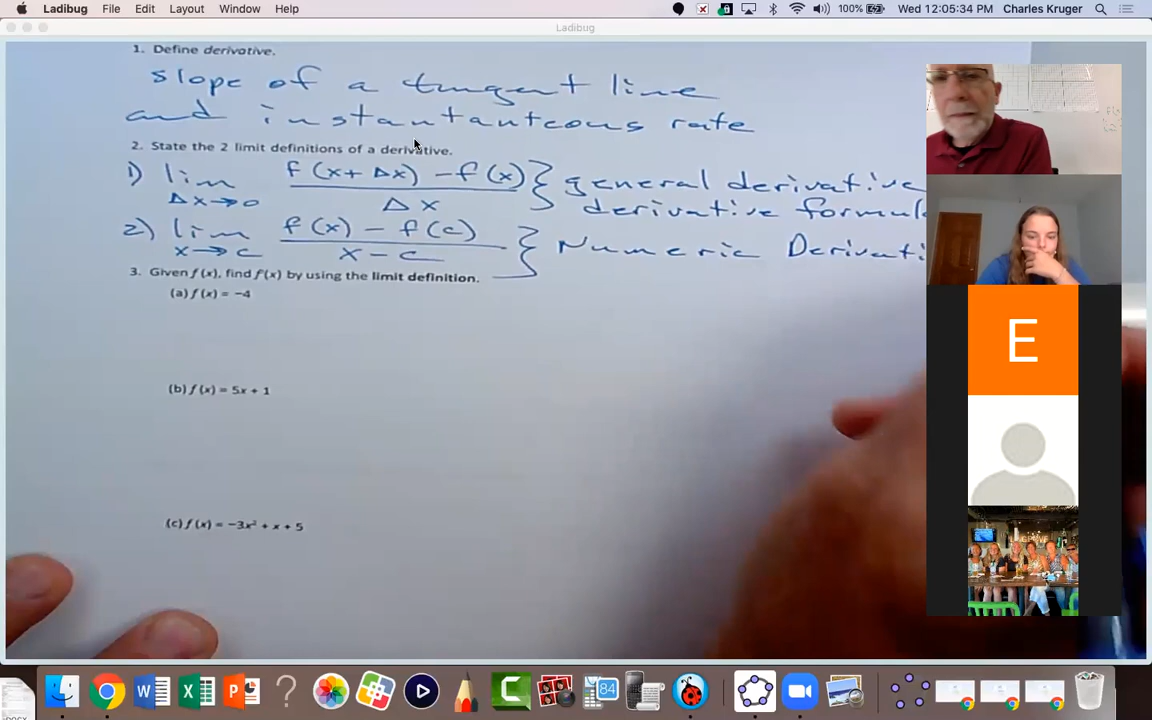 Ladibug File Edit Layout Window Help 100% Wed 12:05:34 PM Charles Kruger
Ladibug
1. Define derivative.
slope of a tangent line
and instantanteous rate
2. State the 2 limit definitions of a derivative.
1) lim f(x+Δx) - f(x) } general derivative
Δx→0 Δx derivative formul
2) lim f(x) - f(c) } Numeric Derivati
x→c x-c
3. Given f(x), find f'(x) by using the limit definition.
(a) f(x) = -4
(b) f(x) = 5x + 1
(c) f(x) = -3x² + x + 5
E
84